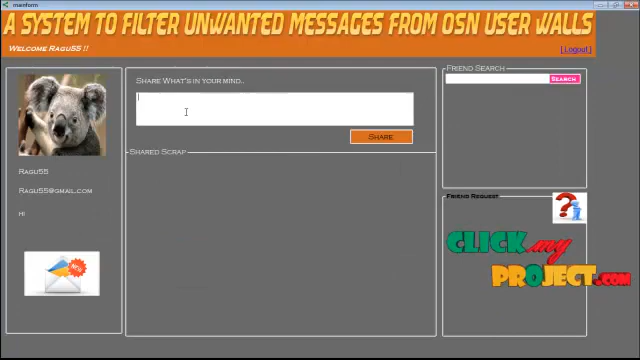 mainform
A SYSTEM TO FILTER UNWANTED MESSAGES FROM OSN USER WALLS
Welcome Ragu55 !!
[Logout]
Share What's in your mind..
Share
Shared Scrap
Ragu55
Ragu55@gmail.com
hi
NEW
Friend Search
Search
Friend Request
CLICK my
PROJECT.COM